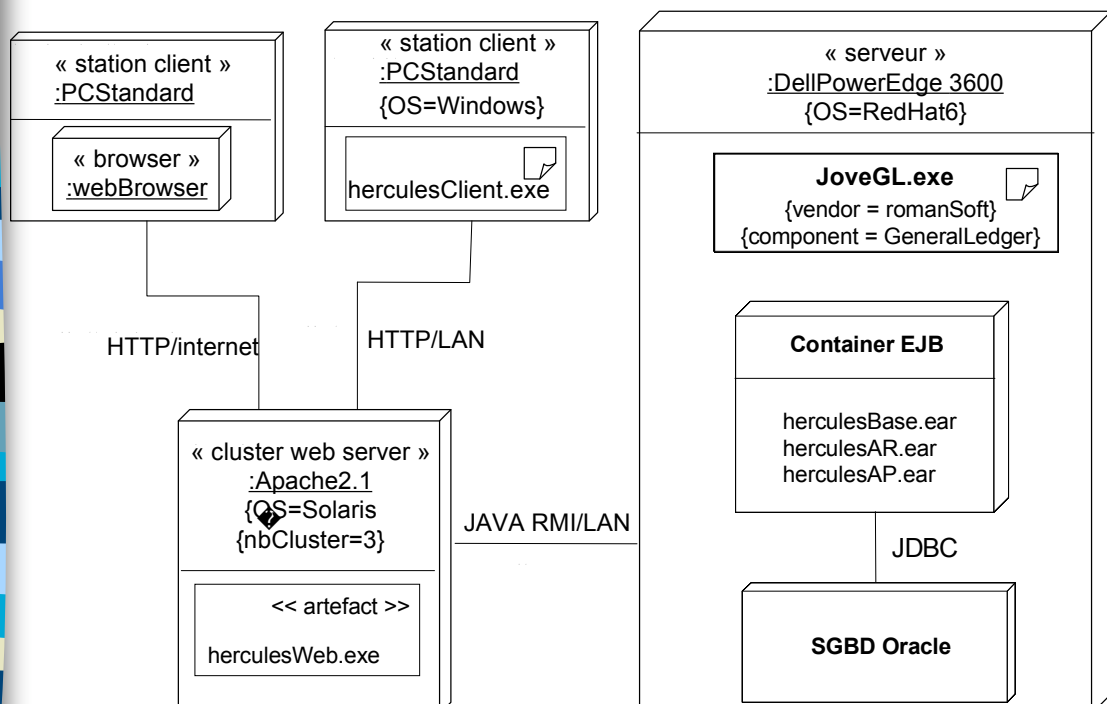 « station client »
:PCStandard
« browser »
:webBrowser
« station client »
:PCStandard
{OS=Windows}
herculesClient.exe
« serveur »
:DellPowerEdge 3600
{OS=RedHat6}
JoveGL.exe
{vendor = romanSoft}
{component = GeneralLedger}
Container EJB
herculesBase.ear
herculesAR.ear
herculesAP.ear
JDBC
SGBD Oracle
HTTP/internet
HTTP/LAN
« cluster web server »
:Apache2.1
{OS=Solaris
{nbCluster=3}
<< artefact >>
herculesWeb.exe
JAVA RMI/LAN